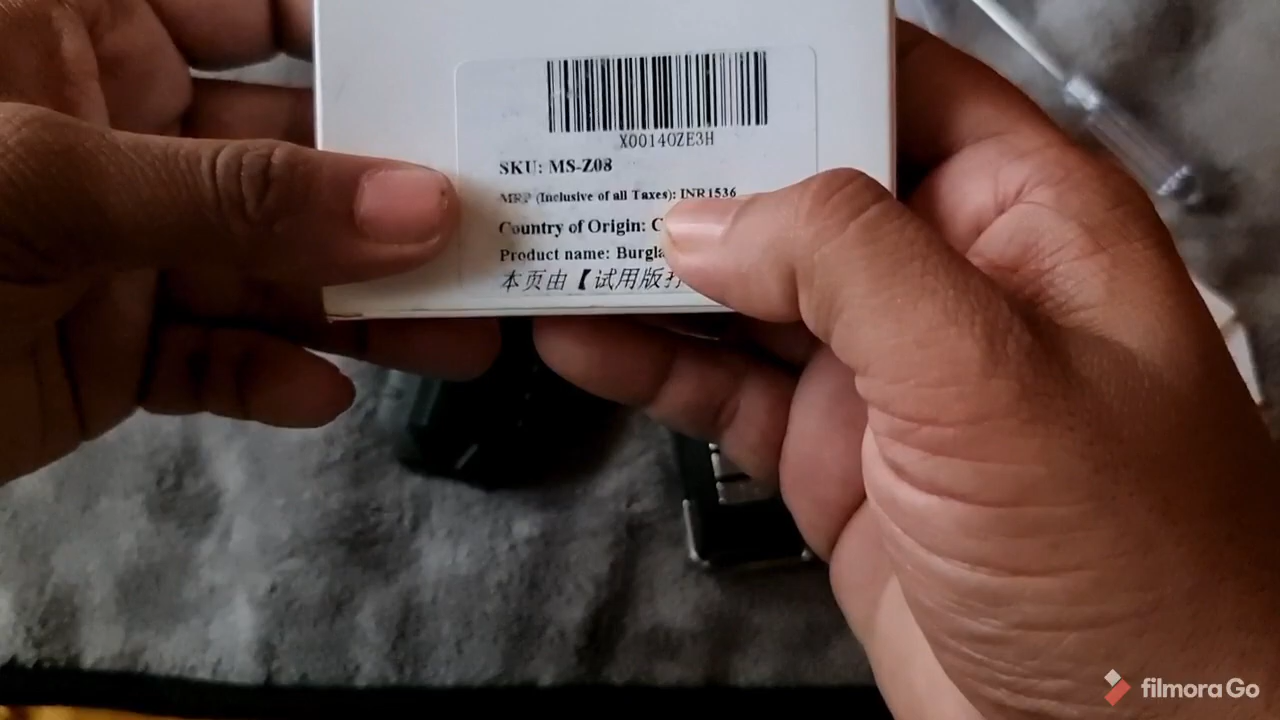 X0014OZE3H
SKU: MS-Z08
MRP (Inclusive of all Taxes): INR1536
Country of Origin:
Product name:
本页由【试用版
filmoraGo